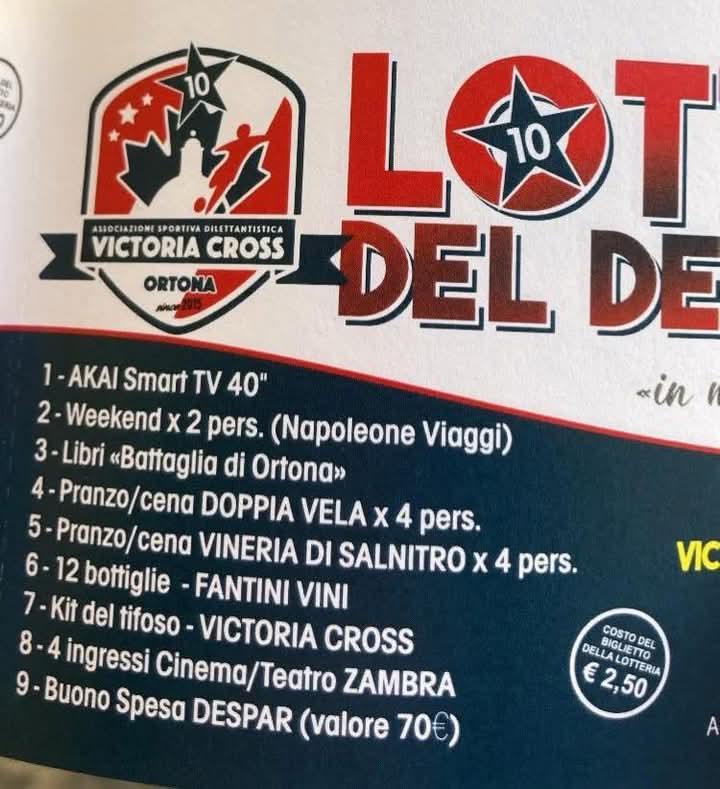 10
ASSOCIAZIONE SPORTIVA DILETTANTISTICA
VICTORIA CROSS
ORTONA
since 2015
LOT
10
DEL DE
«in
1 - AKAI Smart TV 40"
2 - Weekend x 2 pers. (Napoleone Viaggi)
3 - Libri «Battaglia di Ortona»
4 - Pranzo/cena DOPPIA VELA x 4 pers.
5 - Pranzo/cena VINERIA DI SALNITRO x 4 pers.
6 - 12 bottiglie - FANTINI VINI
7 - Kit del tifoso - VICTORIA CROSS
8 - 4 ingressi Cinema/Teatro ZAMBRA
9 - Buono Spesa DESPAR (valore 70€)
VIC
COSTO DEL
BIGLIETTO
DELLA LOTTERIA
€ 2,50
A